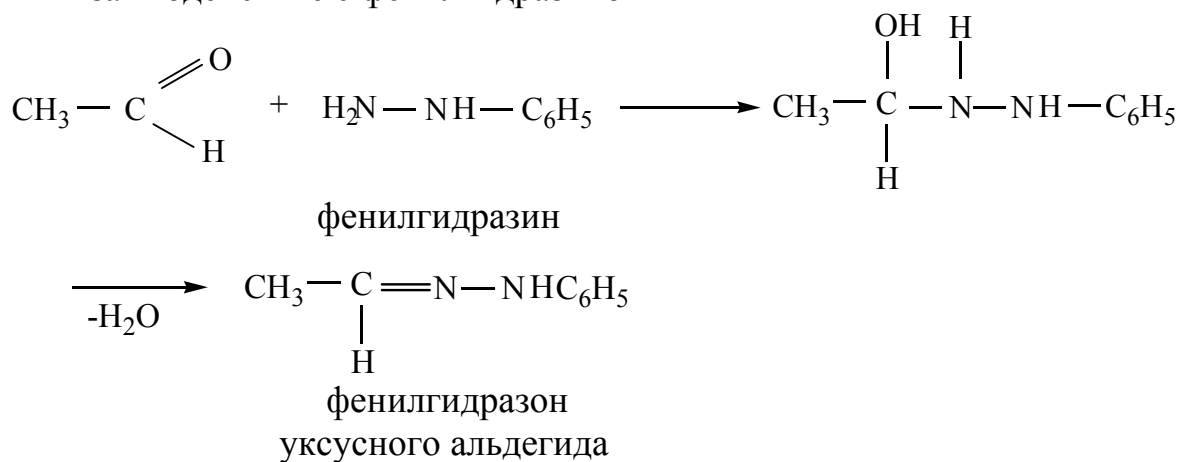 OH H
CH₃ — C = O + H₂N — NH — C₆H₅ → CH₃ — C — N — NH — C₆H₅
H H
фенилгидразин
-H₂O → CH₃ — C = N — NHC₆H₅
H
фенилгидразон
уксусного альдегида